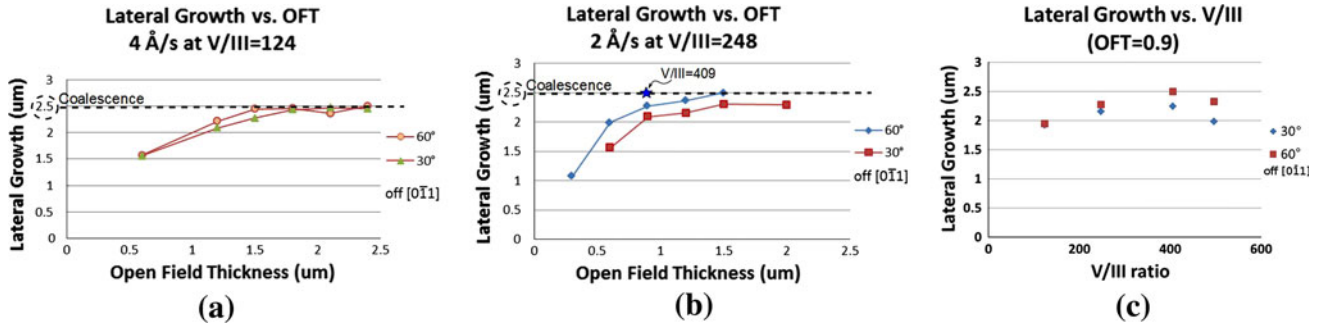 Lateral Growth vs. OFT
4 Å/s at V/III=124
Lateral Growth (um)
3
2.5
2
1.5
1
0.5
0
Coalescence
60°
30°
off [01̅1]
0 0.5 1 1.5 2 2.5
Open Field Thickness (um)
(a)
Lateral Growth vs. OFT
2 Å/s at V/III=248
Lateral Growth (um)
3
2.5
2
1.5
1
0.5
0
V/III=409
Coalescence
60°
30°
off [01̅1]
0 0.5 1 1.5 2 2.5
Open Field Thickness (um)
(b)
Lateral Growth vs. V/III
(OFT=0.9)
Lateral Growth (um)
3
2.5
2
1.5
1
0.5
0
30°
60°
off [01̅1]
0 200 400 600
V/III ratio
(c)